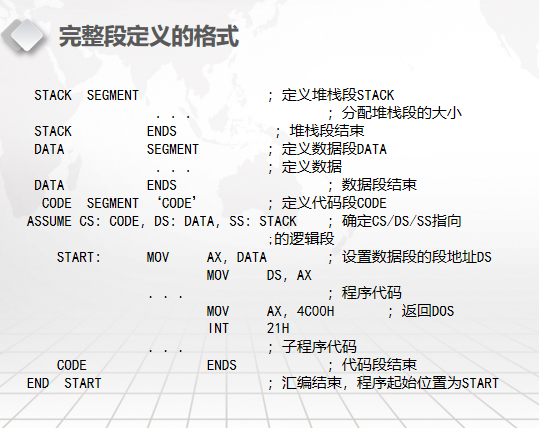 完整段定义的格式
STACK SEGMENT ; 定义堆栈段STACK
. . . ; 分配堆栈段的大小
STACK ENDS ; 堆栈段结束
DATA SEGMENT ; 定义数据段DATA
. . . ; 定义数据
DATA ENDS ; 数据段结束
CODE SEGMENT ‘CODE’ ; 定义代码段CODE
ASSUME CS: CODE, DS: DATA, SS: STACK ; 确定CS/DS/SS指向
;的逻辑段
START: MOV AX, DATA ; 设置数据段的段地址DS
MOV DS, AX
. . . ; 程序代码
MOV AX, 4C00H ; 返回DOS
INT 21H
. . . ; 子程序代码
CODE ENDS ; 代码段结束
END START ; 汇编结束，程序起始位置为START